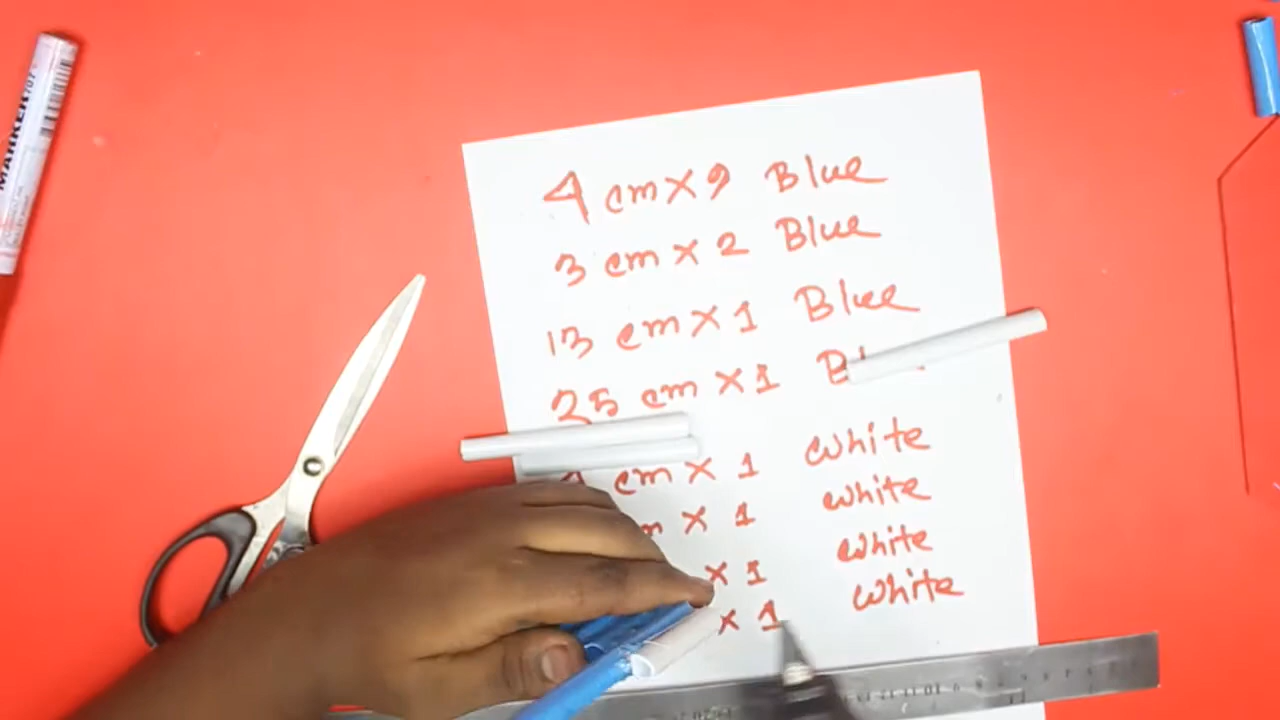 MARKER 707
4 cm X 9 Blue
3 cm X 2 Blue
13 cm X 1 Blue
25 cm X 1
cm X 1 White
X 1 White
X 1 White
X 1 White